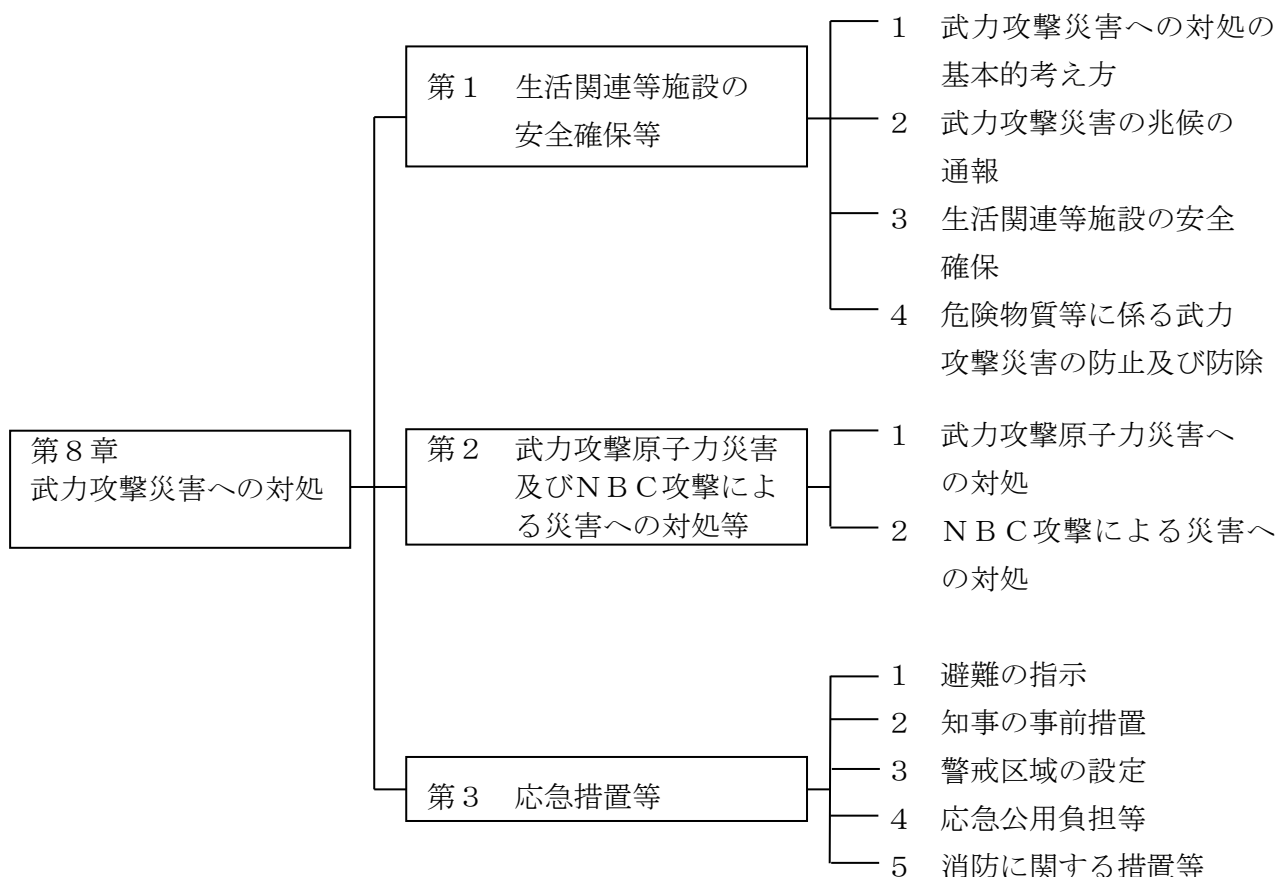 第８章
武力攻撃災害への対処
第１　生活関連等施設の
安全確保等
１　武力攻撃災害への対処の
基本的考え方
２　武力攻撃災害の兆候の
通報
３　生活関連等施設の安全
確保
４　危険物質等に係る武力
攻撃災害の防止及び防除
第２　武力攻撃原子力災害
及びＮＢＣ攻撃によ
る災害への対処等
１　武力攻撃原子力災害へ
の対処
２　ＮＢＣ攻撃による災害へ
の対処
第３　応急措置等
１　避難の指示
２　知事の事前措置
３　警戒区域の設定
４　応急公用負担等
５　消防に関する措置等